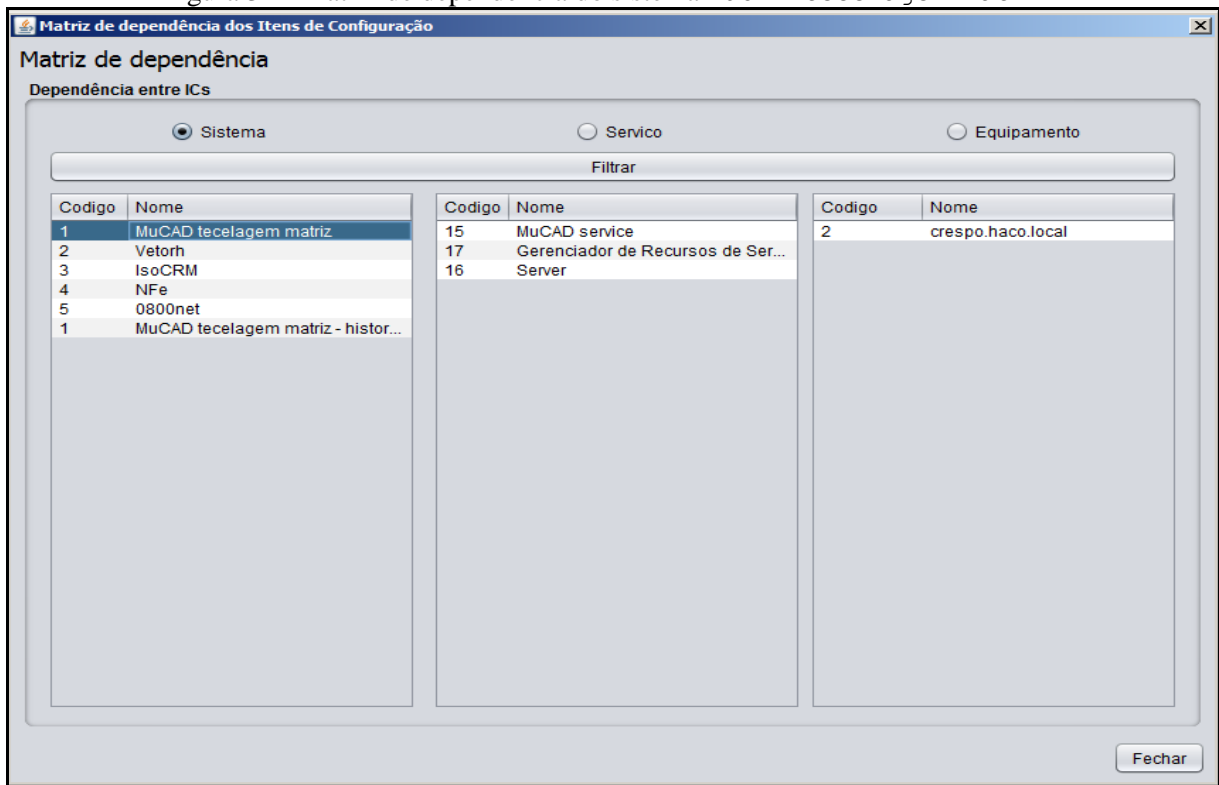 Matriz de dependência dos Itens de Configuração
Matriz de dependência
Dependência entre ICs
Sistema Servico Equipamento
Filtrar
Codigo Nome Codigo Nome Codigo Nome
1 MuCAD tecelagem matriz 15 MuCAD service 2 crespo.haco.local
2 Vetorh 17 Gerenciador de Recursos de Ser...
3 IsoCRM 16 Server
4 NFe
5 0800net
1 MuCAD tecelagem matriz - histor...
Fechar